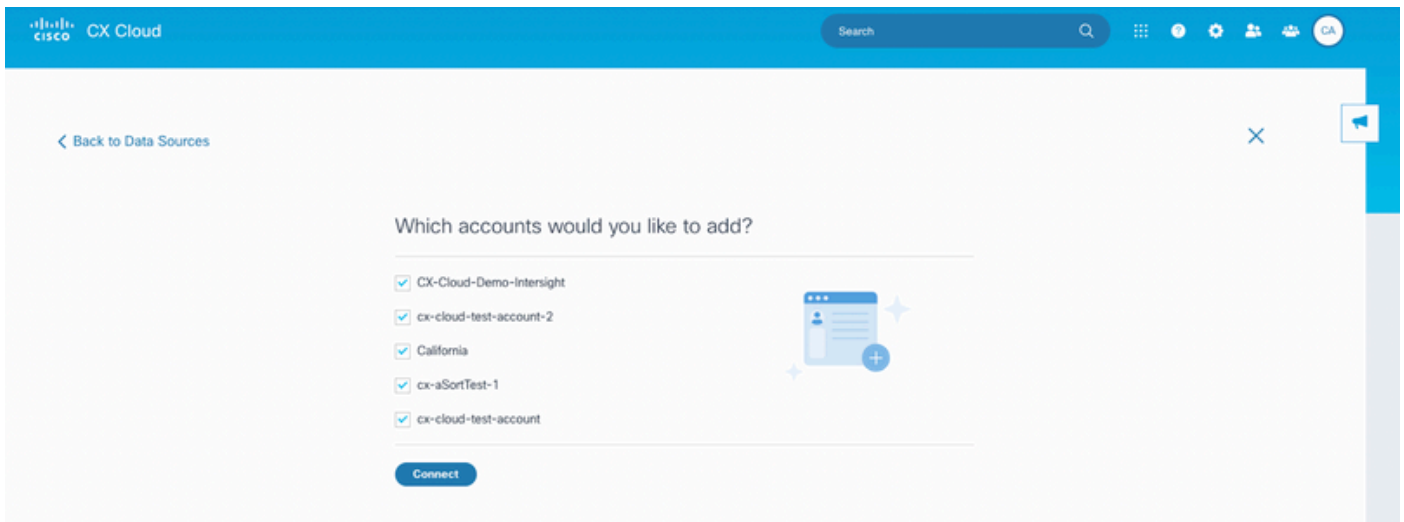 cisco CX Cloud
Search
CA
Back to Data Sources
Which accounts would you like to add?
CX-Cloud-Demo-Intersight
cx-cloud-test-account-2
California
cx-aSortTest-1
cx-cloud-test-account
Connect